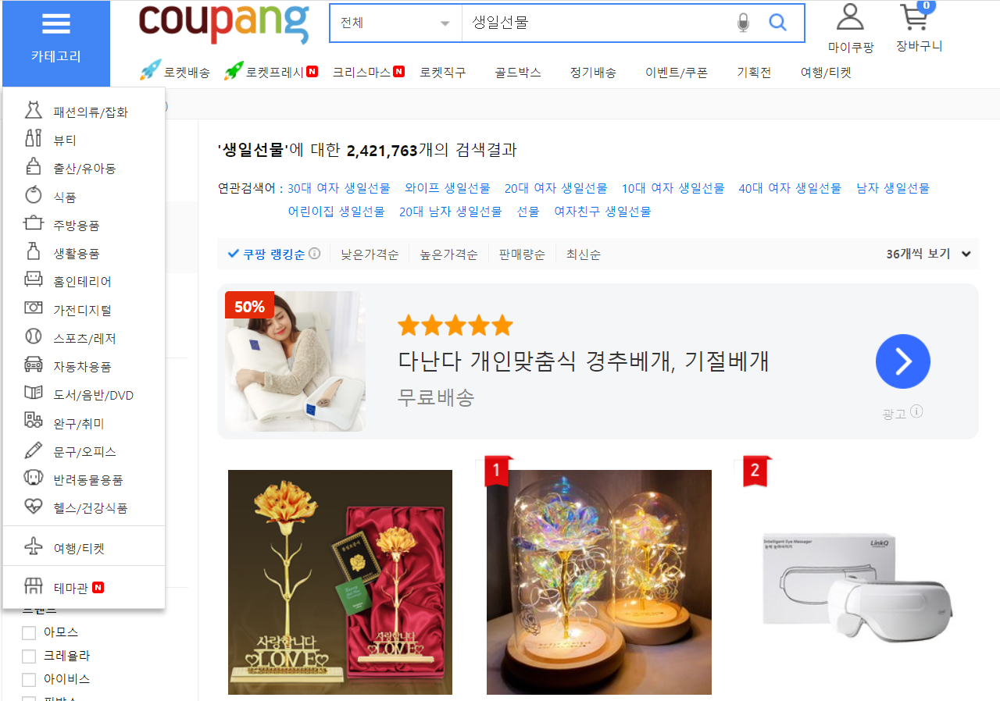 카테고리
coupang
전체
생일선물
마이쿠팡
0
장바구니
로켓배송
로켓프레시 N
크리스마스 N
로켓직구
골드박스
정기배송
이벤트/쿠폰
기획전
여행/티켓
패션의류/잡화
뷰티
출산/유아동
식품
주방용품
생활용품
홈인테리어
가전디지털
스포츠/레저
자동차용품
도서/음반/DVD
완구/취미
문구/오피스
반려동물용품
헬스/건강식품
여행/티켓
테마관 N
아모스
크레욜라
아이비스
'생일선물'에 대한 2,421,763개의 검색결과
연관검색어 : 30대 여자 생일선물 와이프 생일선물 20대 여자 생일선물 10대 여자 생일선물 40대 여자 생일선물 남자 생일선물
어린이집 생일선물 20대 남자 생일선물 선물 여자친구 생일선물
쿠팡 랭킹순 낮은가격순 높은가격순 판매량순 최신순 36개씩 보기
50%
다난다 개인맞춤식 경추베개, 기절베개
무료배송
광고
사랑합니다
LOVE
사랑합니다
LOVE
1
2
Intelligent Eye Massager
LinkQ